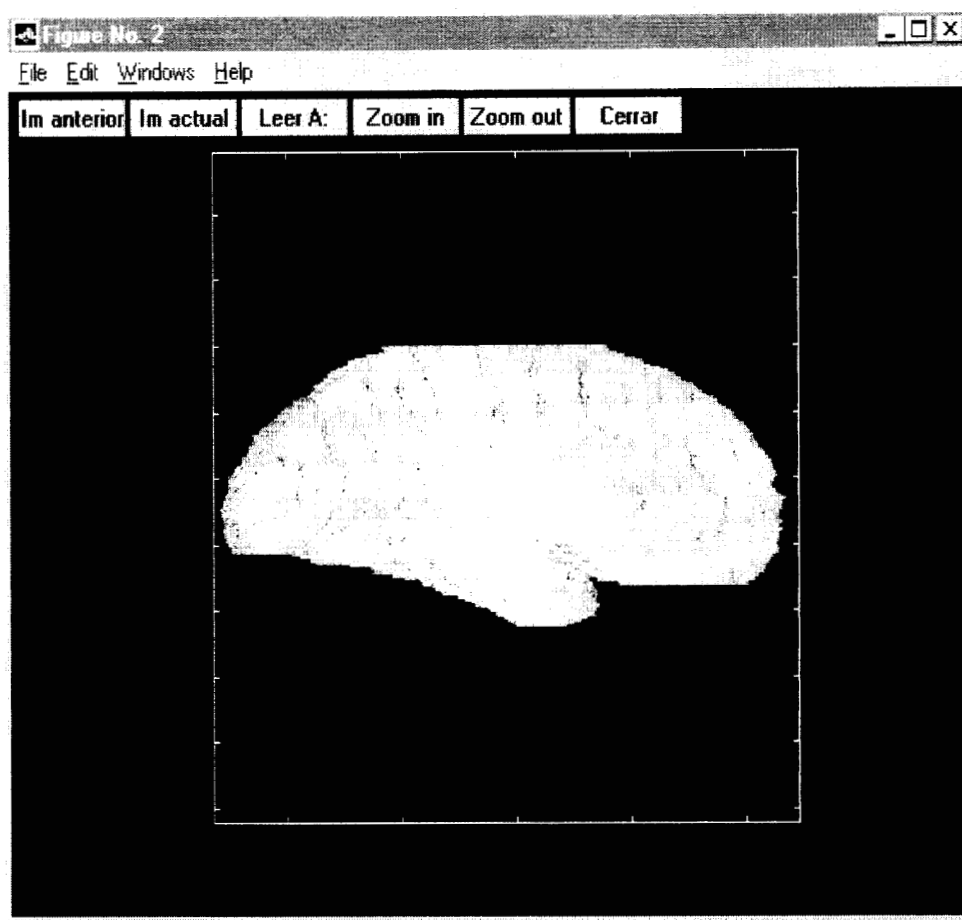 Figure No. 2
File Edit Windows Help
Im anterior Im actual Leer A: Zoom in Zoom out Cerrar